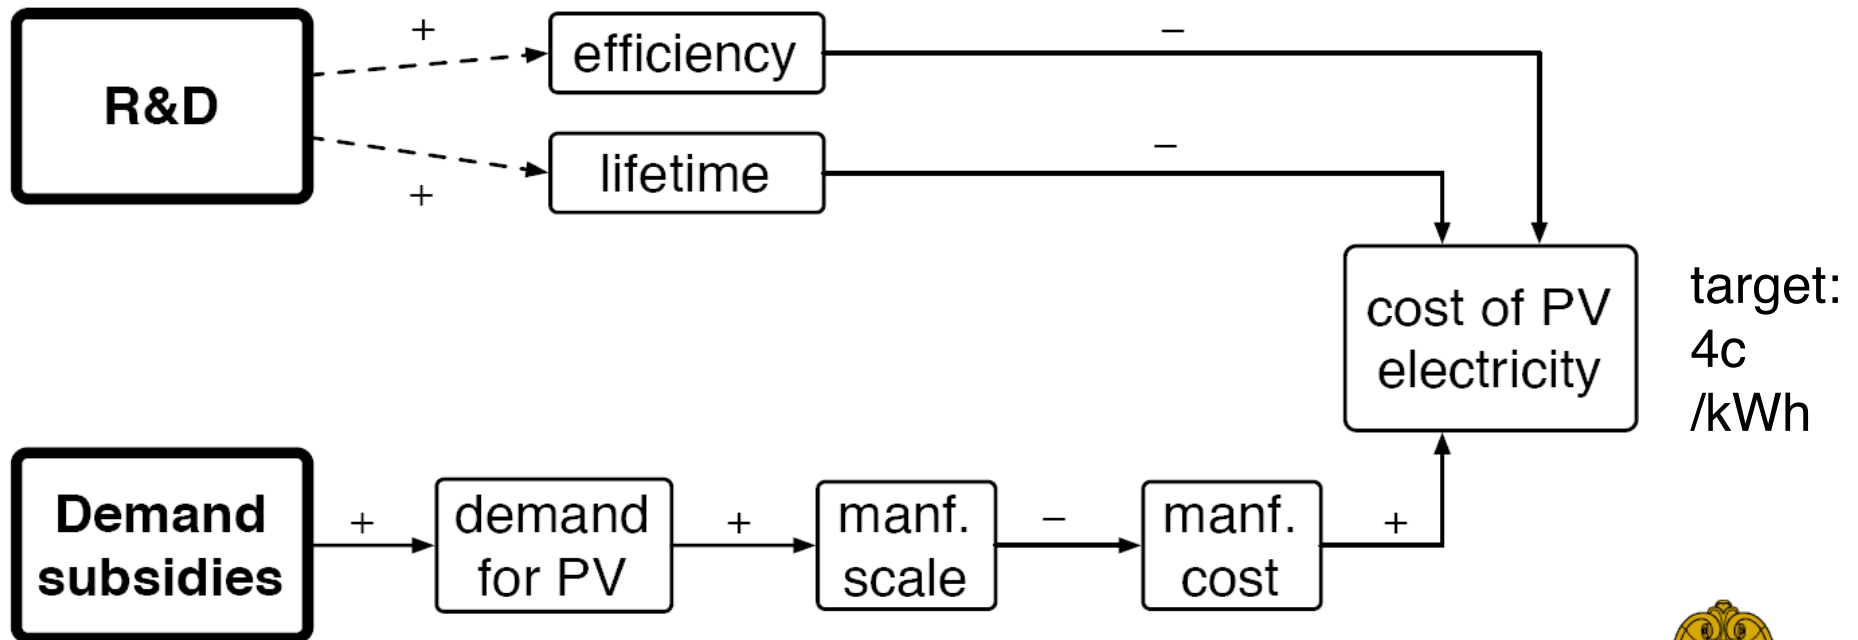 +
efficiency
–
R&D
lifetime
–
+
cost of PV
electricity
target:
4c
/kWh
Demand
subsidies
+
demand
for PV
+
manf.
scale
–
manf.
cost
+